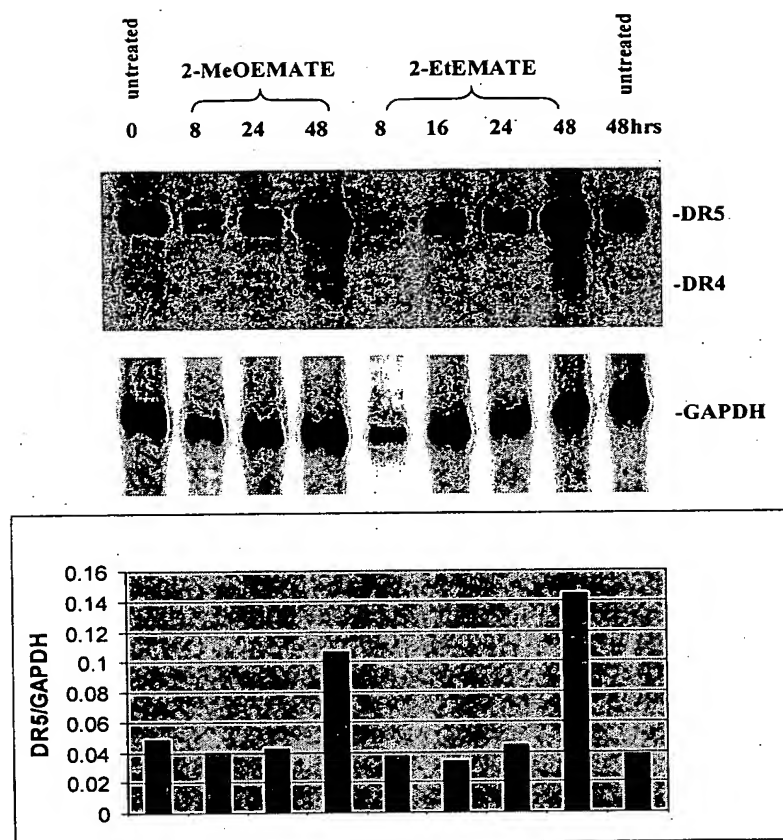 untreated
2-MeOEMATE
2-EtEMATE
untreated
0 8 24 48 8 16 24 48 48hrs
-DR5
-DR4
-GAPDH
DR5/GAPDH
0.16
0.14
0.12
0.1
0.08
0.06
0.04
0.02
0